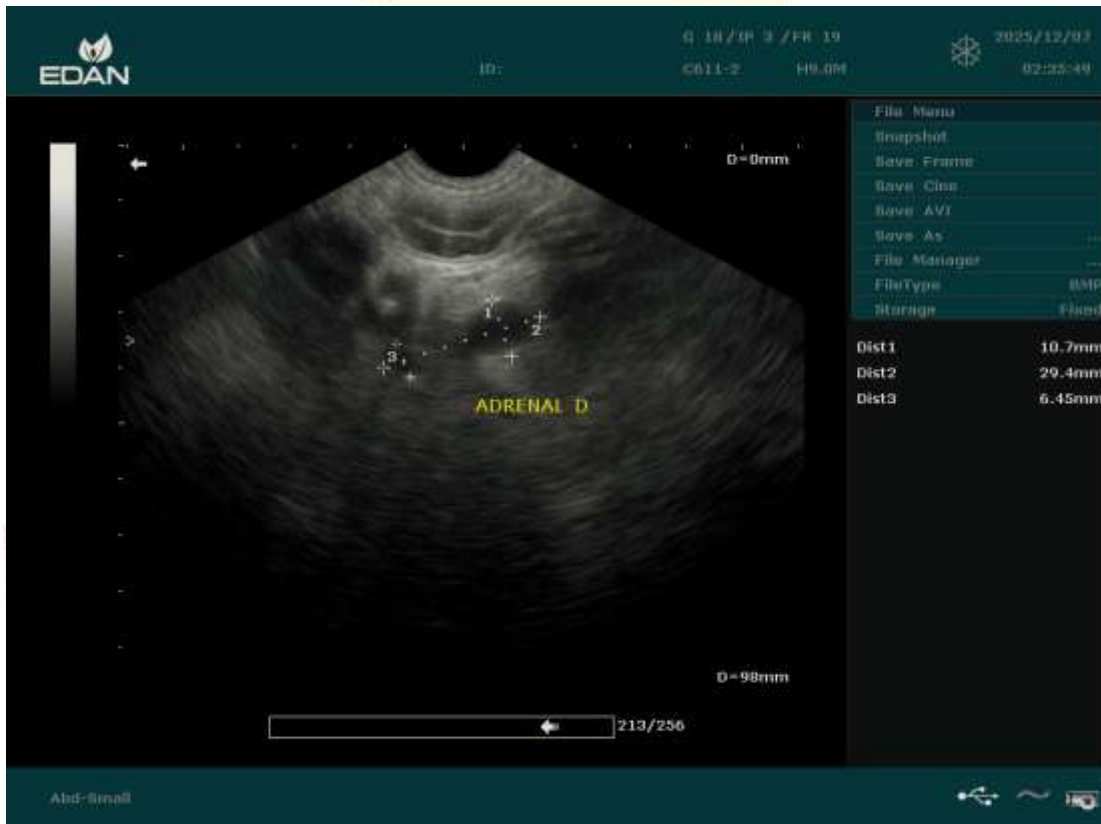 EDAN
ID:
G 18/IP 3 /FR 19
C611-2 H9.0M
2025/12/07
02:35:49
D=0mm
1
2
3
ADRENAL D
D=98mm
213/256
File Menu
Snapshot
Save Frame
Save Cine
Save AVI
Save As ...
File Manager ...
FileType BMP
Storage Fixed
Dist1 10.7mm
Dist2 29.4mm
Dist3 6.45mm
Abd-Small